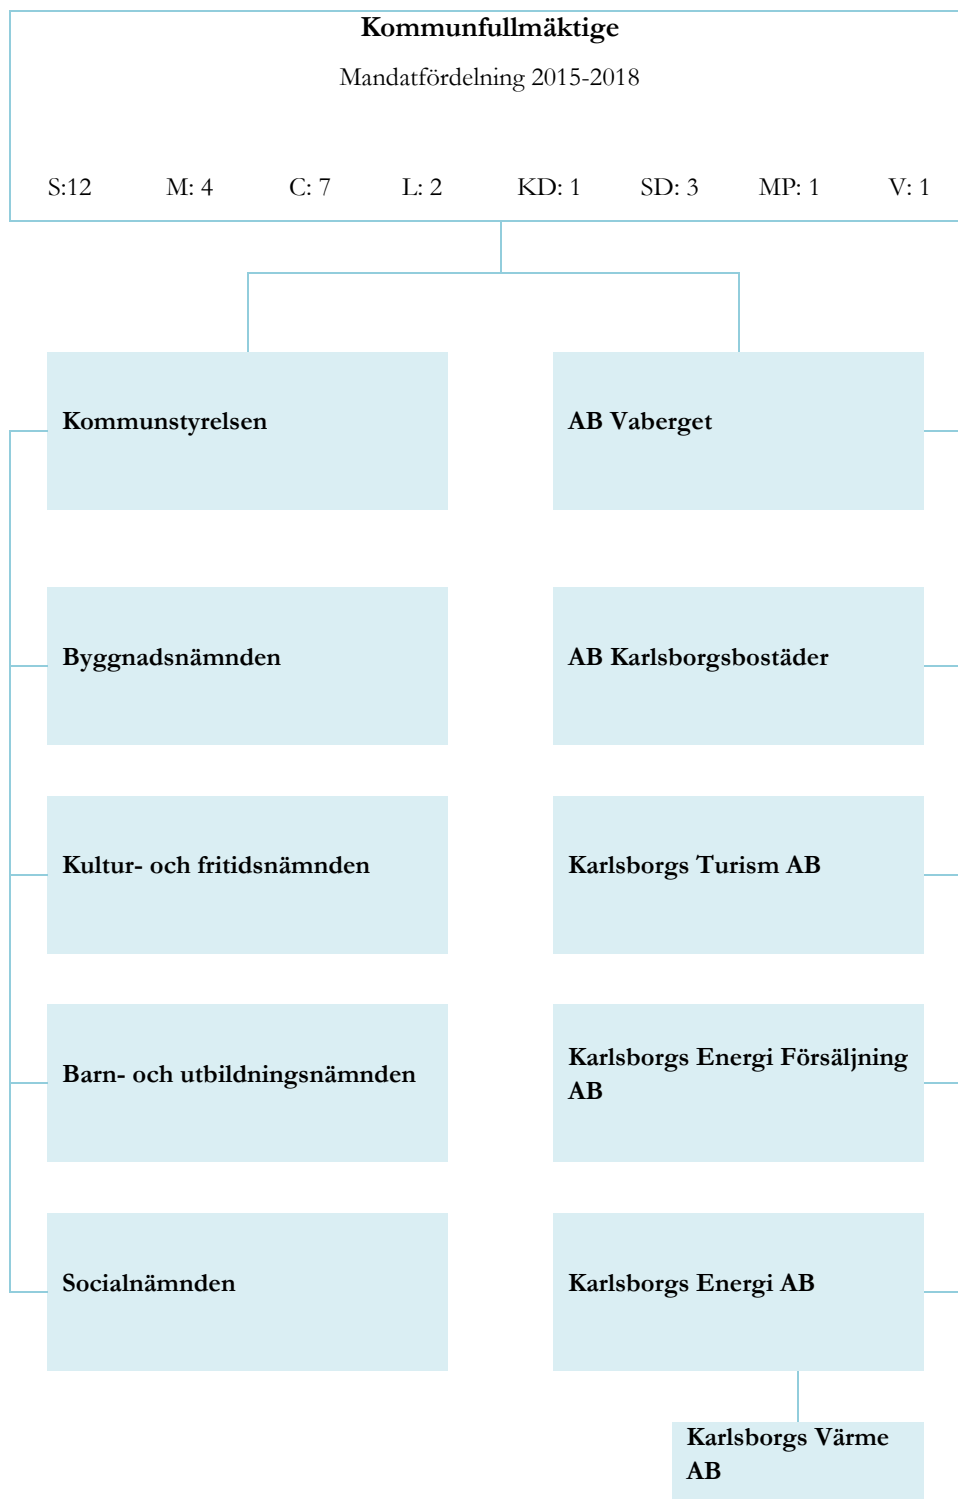 Kommunfullmäktige
Mandatfördelning 2015-2018
S:12 M: 4 C: 7 L: 2 KD: 1 SD: 3 MP: 1 V: 1
Kommunstyrelsen
AB Vaberget
Byggnadsnämnden
AB Karlsborgsbostäder
Kultur- och fritidsnämnden
Karlsborgs Turism AB
Barn- och utbildningsnämnden
Karlsborgs Energi Försäljning
AB
Socialnämnden
Karlsborgs Energi AB
Karlsborgs Värme
AB